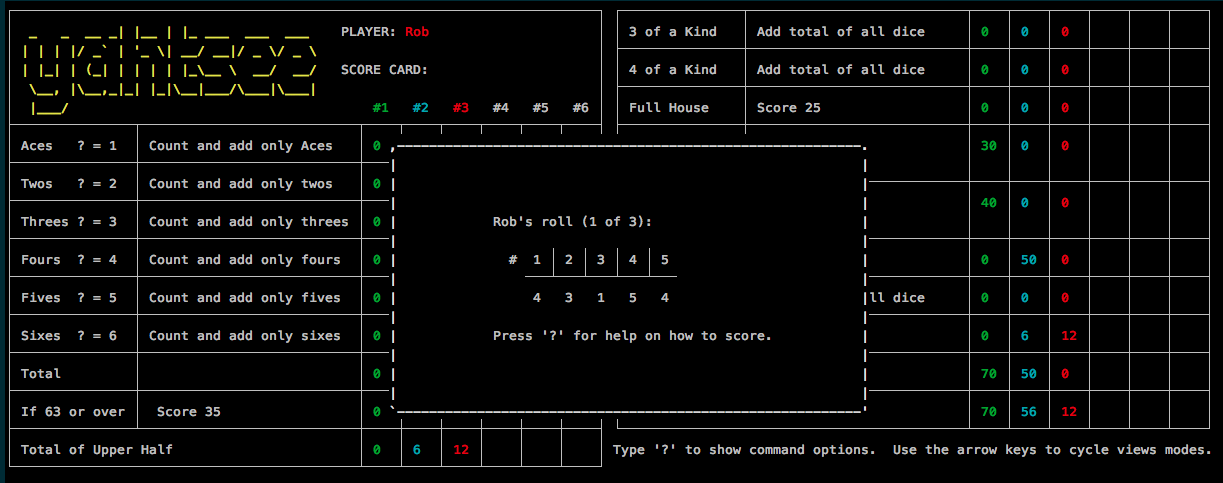 yahtsee
PLAYER: Rob
SCORE CARD:
#1 #2 #3 #4 #5 #6
Aces ? = 1 Count and add only Aces 0
Twos ? = 2 Count and add only twos 0
Threes ? = 3 Count and add only threes 0
Fours ? = 4 Count and add only fours 0
Fives ? = 5 Count and add only fives 0
Sixes ? = 6 Count and add only sixes 0
Total 0
If 63 or over Score 35 0
Total of Upper Half 0 6 12
Rob's roll (1 of 3):
# 1 2 3 4 5
4 3 1 5 4
Press '?' for help on how to score.
3 of a Kind Add total of all dice 0 0 0
4 of a Kind Add total of all dice 0 0 0
Full House Score 25 0 0 0
30 0 0
40 0 0
0 50 0
ll dice 0 0 0
0 6 12
70 50 0
70 56 12
Type '?' to show command options. Use the arrow keys to cycle views modes.